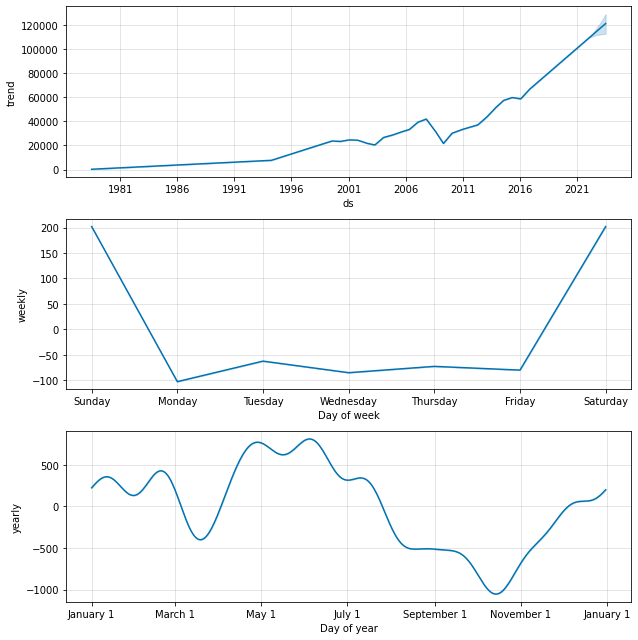 120000
100000
80000
60000
40000
20000
0
trend
1981 1986 1991 1996 2001 2006 2011 2016 2021
ds
200
150
100
50
0
−50
−100
weekly
Sunday Monday Tuesday Wednesday Thursday Friday Saturday
Day of week
500
0
−500
−1000
yearly
January 1 March 1 May 1 July 1 September 1 November 1 January 1
Day of year